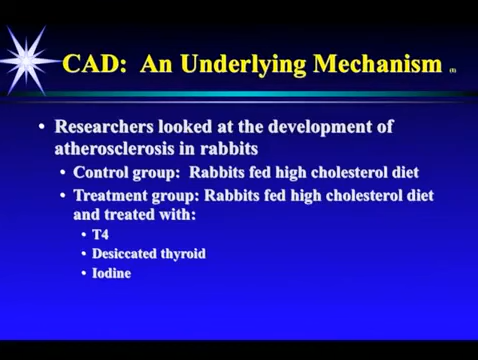 CAD: An Underlying Mechanism
• Researchers looked at the development of
atherosclerosis in rabbits
• Control group: Rabbits fed high cholesterol diet
• Treatment group: Rabbits fed high cholesterol diet
and treated with:
• T4
• Desiccated thyroid
• Iodine